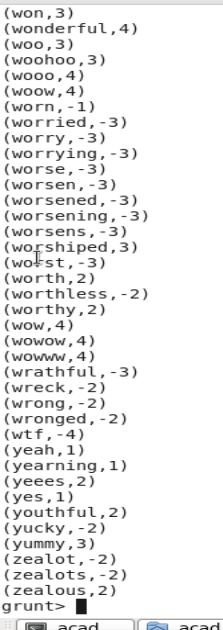 (won,3)
(wonderful,4)
(woo,3)
(woohoo,3)
(wooo,4)
(woow,4)
(worn,-1)
(worried,-3)
(worry,-3)
(worrying,-3)
(worse,-3)
(worsen,-3)
(worsened,-3)
(worsening,-3)
(worsens,-3)
(worshiped,3)
(worst,-3)
(worth,2)
(worthless,-2)
(worthy,2)
(wow,4)
(wowow,4)
(wowww,4)
(wrathful,-3)
(wreck,-2)
(wrong,-2)
(wronged,-2)
(wtf,-4)
(yeah,1)
(yearning,1)
(yeees,2)
(yes,1)
(youthful,2)
(yucky,-2)
(yummy,3)
(zealot,-2)
(zealots,-2)
(zealous,2)
grunt>
acad acad